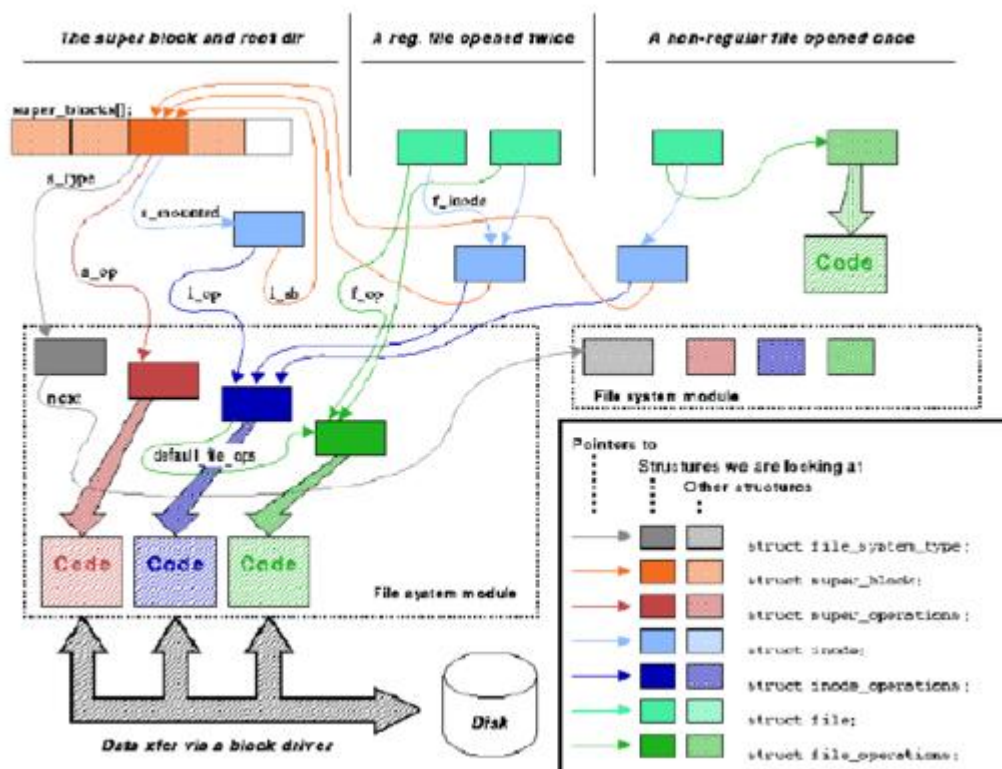 The super block and root dir
A reg. file opened twice
A non-regular file opened once
super_blocks[];
s_type
s_mounted
f_inode
Code
s_op
i_op
i_sb
f_op
File system module
next
default_file_ops
Pointers to
Structures we are looking at
Other structures
Code
Code
Code
File system module
struct file_system_type;
struct super_block;
struct super_operations;
struct inode;
struct inode_operations;
struct file;
struct file_operations;
Disk
Data xfer via a block driver